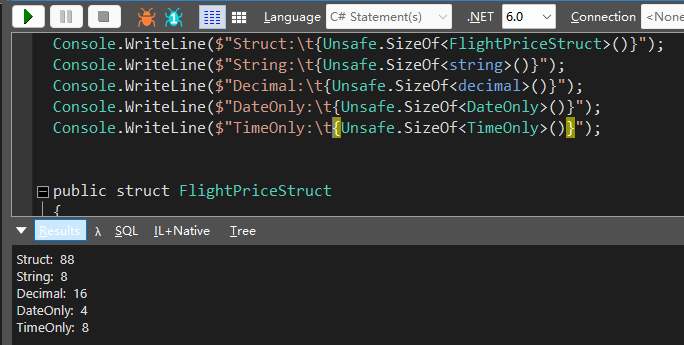 Language C# Statement(s) .NET 6.0 Connection <None
Console.WriteLine($"Struct:\t{Unsafe.SizeOf<FlightPriceStruct>()}");
Console.WriteLine($"String:\t{Unsafe.SizeOf<string>()}");
Console.WriteLine($"Decimal:\t{Unsafe.SizeOf<decimal>()}");
Console.WriteLine($"DateOnly:\t{Unsafe.SizeOf<DateOnly>()}");
Console.WriteLine($"TimeOnly:\t{Unsafe.SizeOf<TimeOnly>()}");
public struct FlightPriceStruct
{
Results λ SQL IL+Native Tree
Struct: 88
String: 8
Decimal: 16
DateOnly: 4
TimeOnly: 8